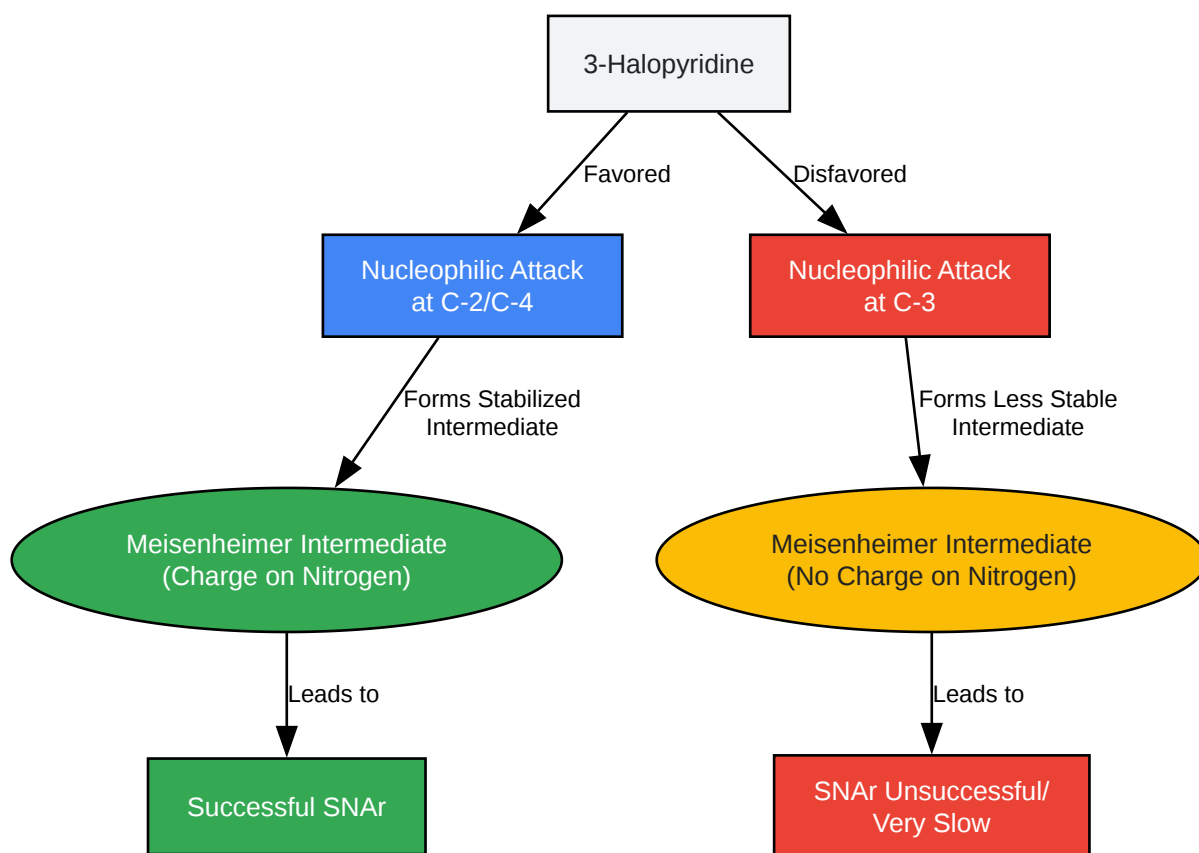 3-Halopyridine
Favored
Disfavored
Nucleophilic Attack
at C-2/C-4
Nucleophilic Attack
at C-3
Forms Stabilized
Intermediate
Forms Less Stable
Intermediate
Meisenheimer Intermediate
(Charge on Nitrogen)
Meisenheimer Intermediate
(No Charge on Nitrogen)
Leads to
Leads to
Successful SNAr
SNAr Unsuccessful/
Very Slow